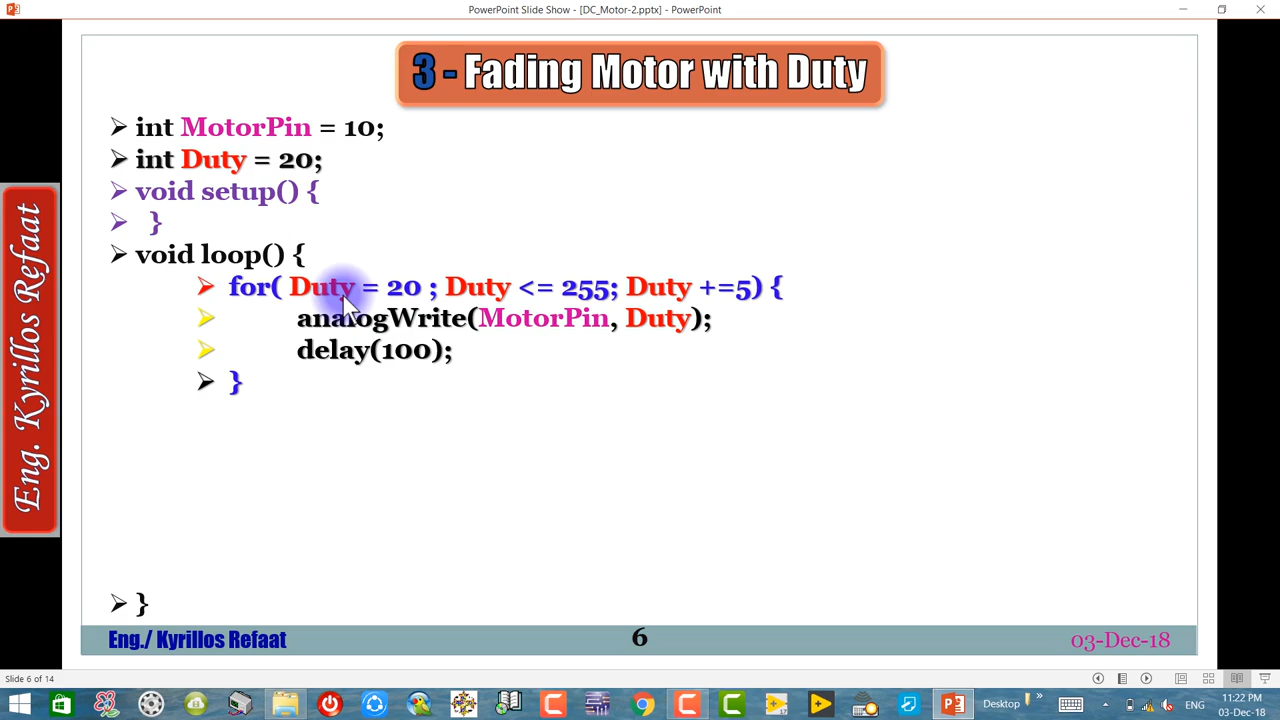 PowerPoint Slide Show - [DC_Motor-2.pptx] - PowerPoint
3 - Fading Motor with Duty
int MotorPin = 10;
int Duty = 20;
void setup() {
}
void loop() {
for( Duty = 20 ; Duty <= 255; Duty +=5) {
analogWrite(MotorPin, Duty);
delay(100);
}
}
Eng. Kyrillos Refaat
Eng./ Kyrillos Refaat
6
03-Dec-18
Slide 6 of 14
Desktop
ENG
11:22 PM
03-Dec-18